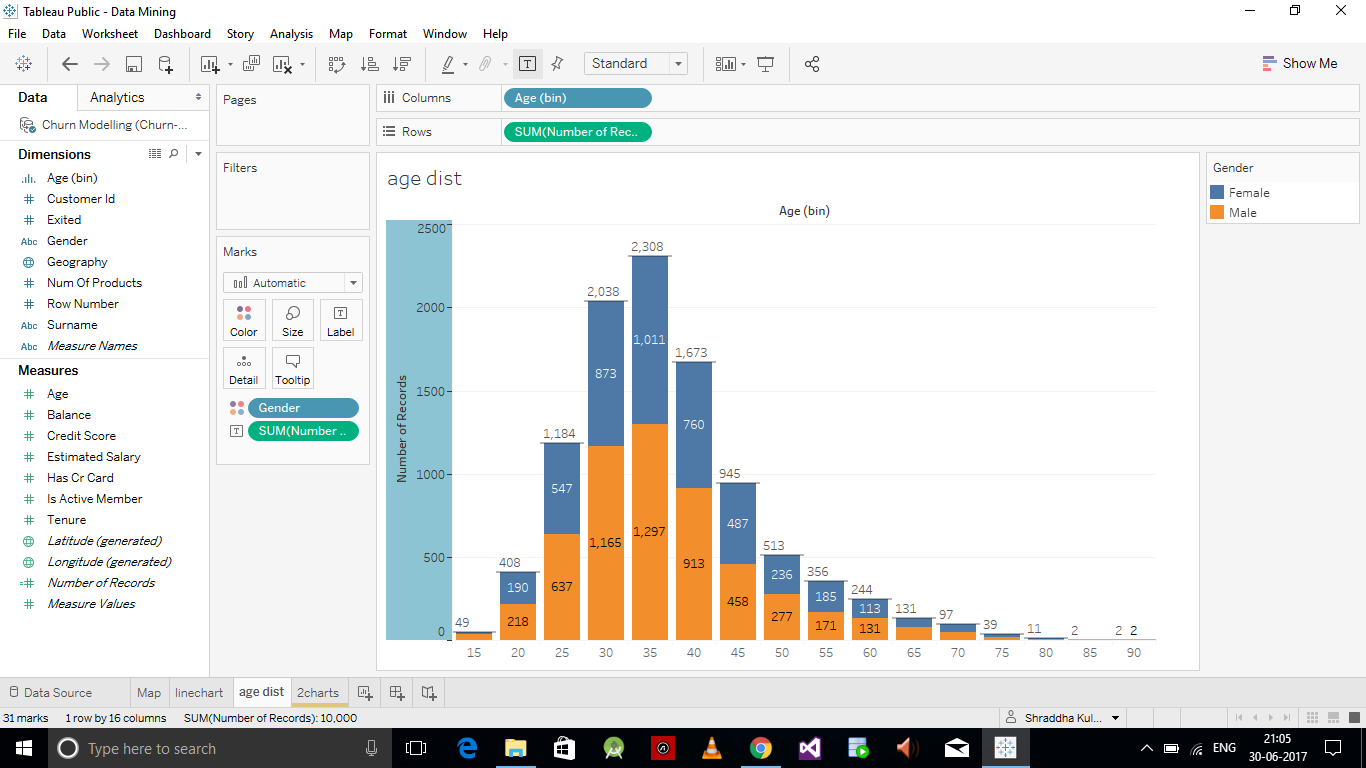 Tableau Public - Data Mining
File Data Worksheet Dashboard Story Analysis Map Format Window Help
Standard
Show Me
Data Analytics
Churn Modelling (Churn-...
Dimensions
Age (bin)
Customer Id
Exited
Abc Gender
Geography
Num Of Products
Row Number
Abc Surname
Abc Measure Names
Measures
Age
Balance
Credit Score
Estimated Salary
Has Cr Card
Is Active Member
Tenure
Latitude (generated)
Longitude (generated)
Number of Records
Measure Values
Pages
Filters
Marks
Automatic
Color Size Label
Detail Tooltip
Gender
SUM(Number ..
Columns Age (bin)
Rows SUM(Number of Rec..
age dist
Age (bin)
Number of Records
2500
2000
1500
1000
500
0
2,308
2,038
1,011
1,673
873
760
1,184
945
547
487
1,297
1,165
913
513
408
356
637
458
236
190
185
244
277
218
171
113
131
131
97
49
39
11
2
2 2
15 20 25 30 35 40 45 50 55 60 65 70 75 80 85 90
Gender
Female
Male
Data Source Map linechart age dist 2charts
31 marks 1 row by 16 columns SUM(Number of Records): 10,000
Shraddha Kul...
Type here to search
ENG
21:05
30-06-2017